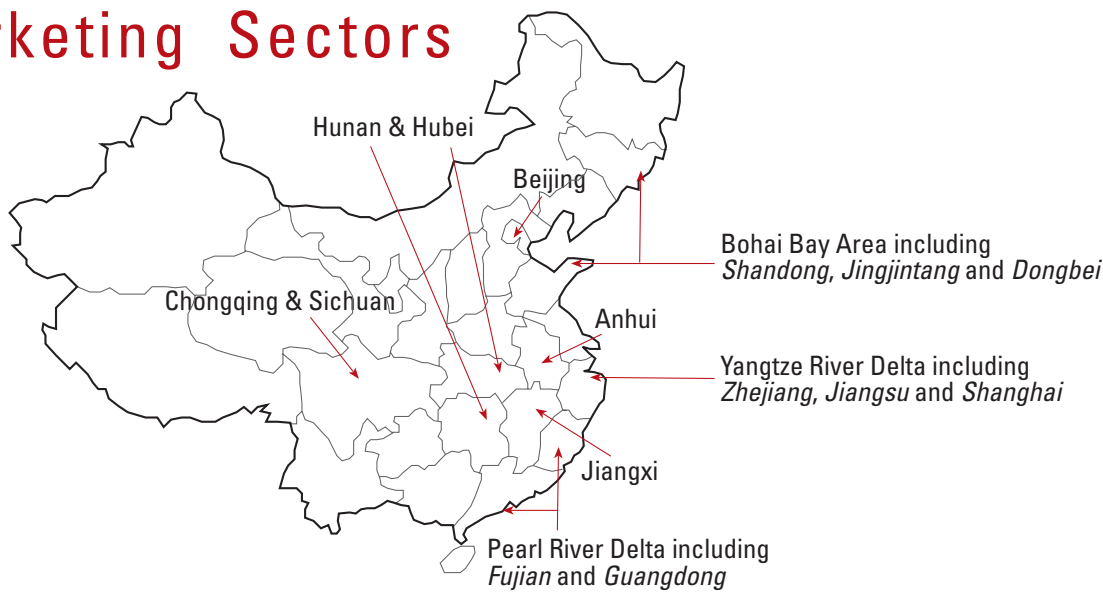 rketing Sectors
Hunan & Hubei
Beijing
Bohai Bay Area including
Shandong, Jingjintang and Dongbei
Chongqing & Sichuan
Anhui
Yangtze River Delta including
Zhejiang, Jiangsu and Shanghai
Jiangxi
Pearl River Delta including
Fujian and Guangdong